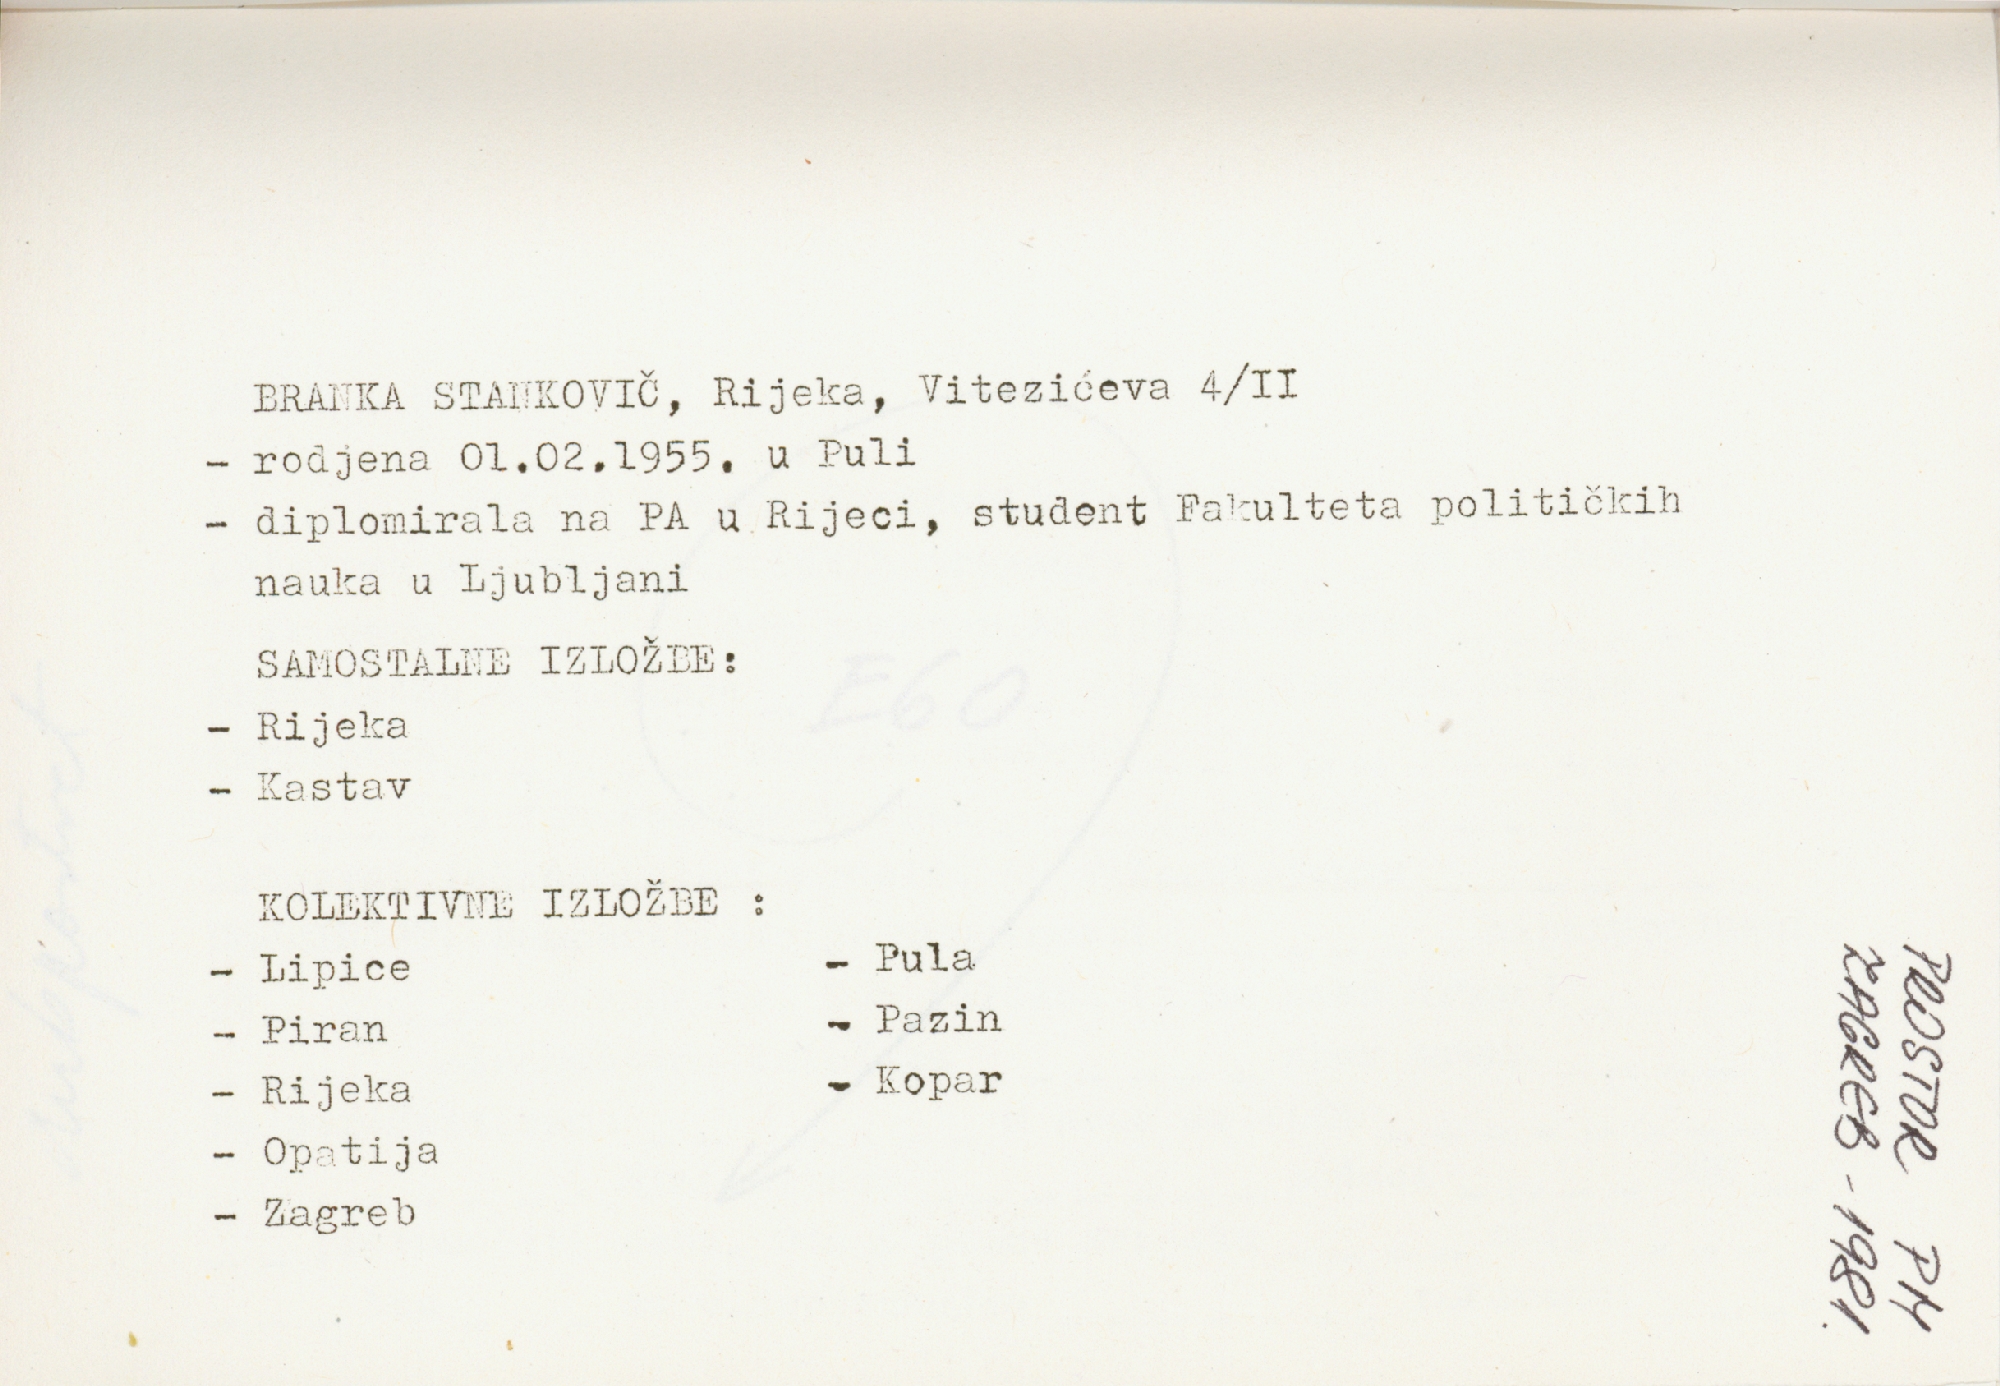 BRANKA STANKOVIČ, Rijeka, Vitezićeva 4/II
- rodjena 01.02.1955. u Puli
- diplomirala na PA u Rijeci, student Fakulteta političkih
nauka u Ljubljani
SAMOSTALNE IZLOŽBE:
- Rijeka
- Kastav
KOLEKTIVNE IZLOŽBE :
- Lipice
- Piran
- Rijeka
- Opatija
- Zagreb
- Pula
- Pazin
- Kopar
PROSTOR PM
ZAGREB - 1981.
E60